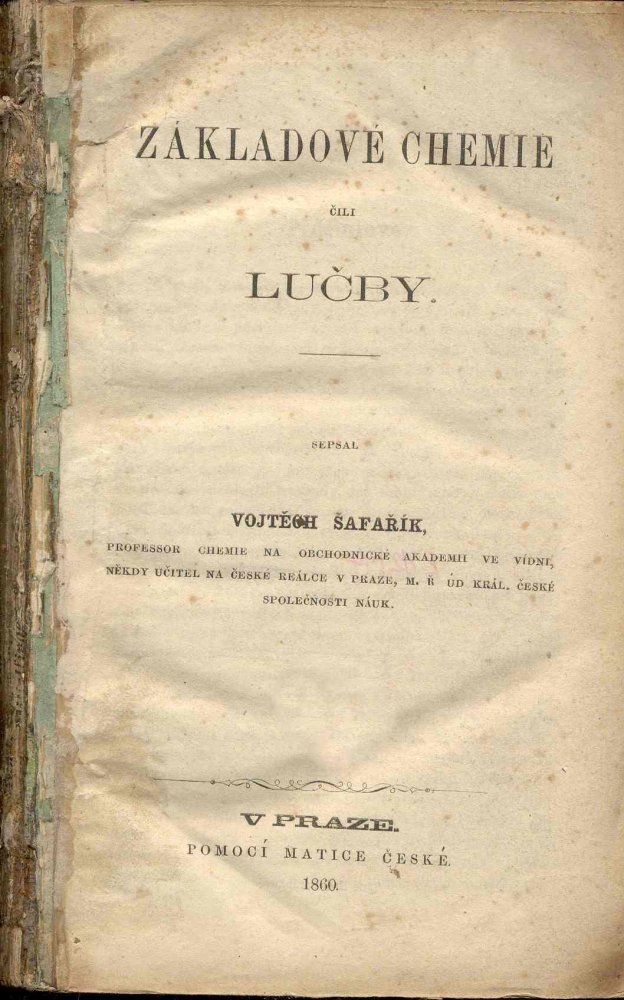 ZÁKLADOVÉ CHEMIE
ČILI
LUČBY.
SEPSAL
VOJTĚCH ŠAFAŘÍK,
PROFESSOR CHEMIE NA OBCHODNICKÉ AKADEMII VE VÍDNI,
NĚKDY UČITEL NA ČESKÉ REÁLCE V PRAZE, M. Ř ÚD KRÁL. ČESKÉ
SPOLEČNOSTI NÁUK.
V PRAZE.
POMOCÍ MATICE ČESKÉ.
1860.